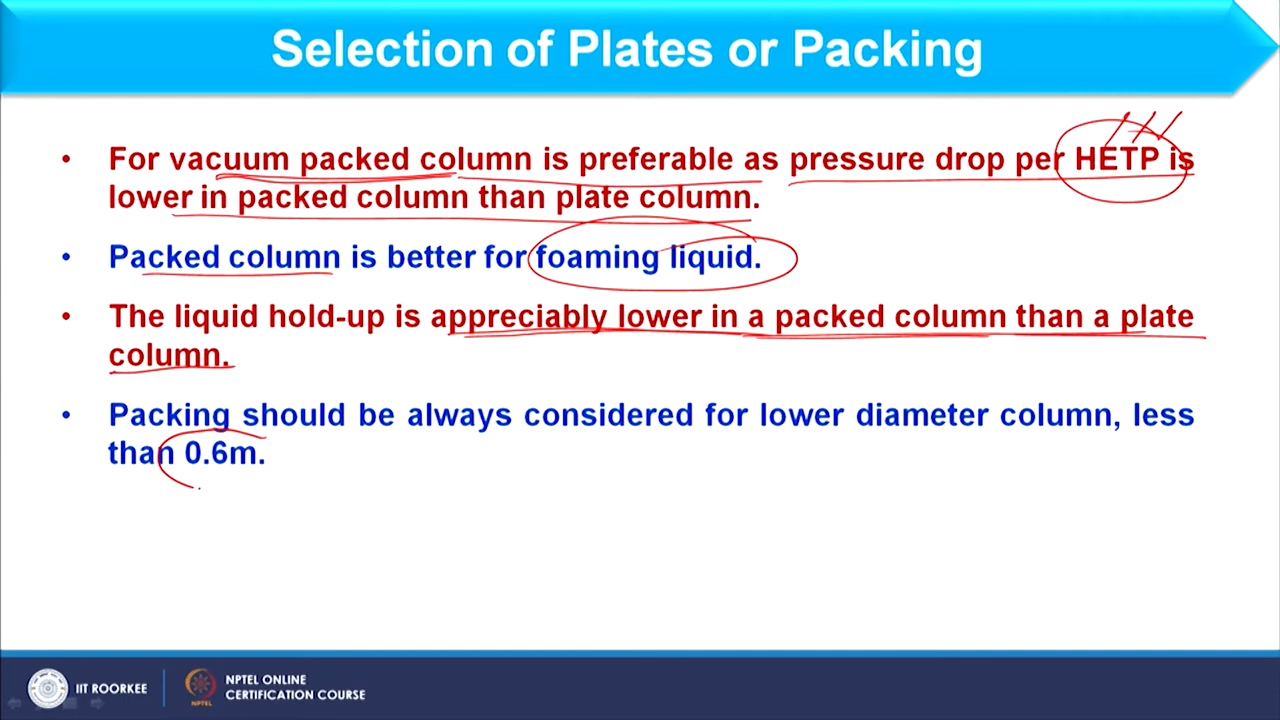 Selection of Plates or Packing
• For vacuum packed column is preferable as pressure drop per HETP is
lower in packed column than plate column.
• Packed column is better for foaming liquid.
• The liquid hold-up is appreciably lower in a packed column than a plate
column.
• Packing should be always considered for lower diameter column, less
than 0.6m.
IIT ROORKEE
NPTEL
NPTEL ONLINE
CERTIFICATION COURSE